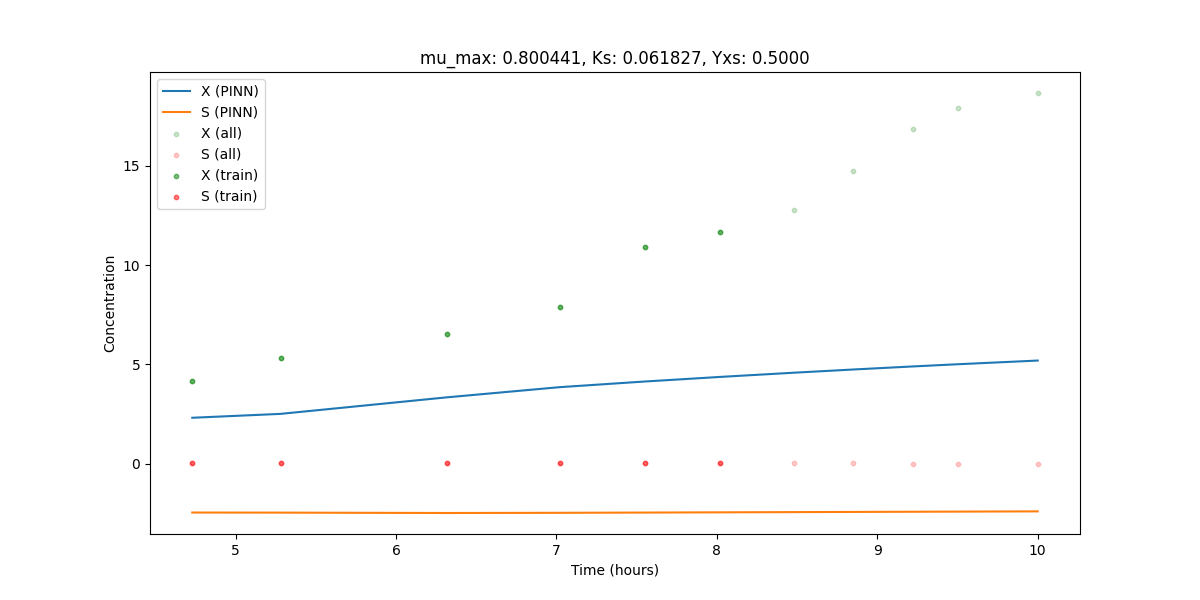 mu_max: 0.800441, Ks: 0.061827, Yxs: 0.5000
X (PINN)
S (PINN)
X (all)
S (all)
X (train)
S (train)
15
10
5
0
Concentration
5
6
7
8
9
10
Time (hours)